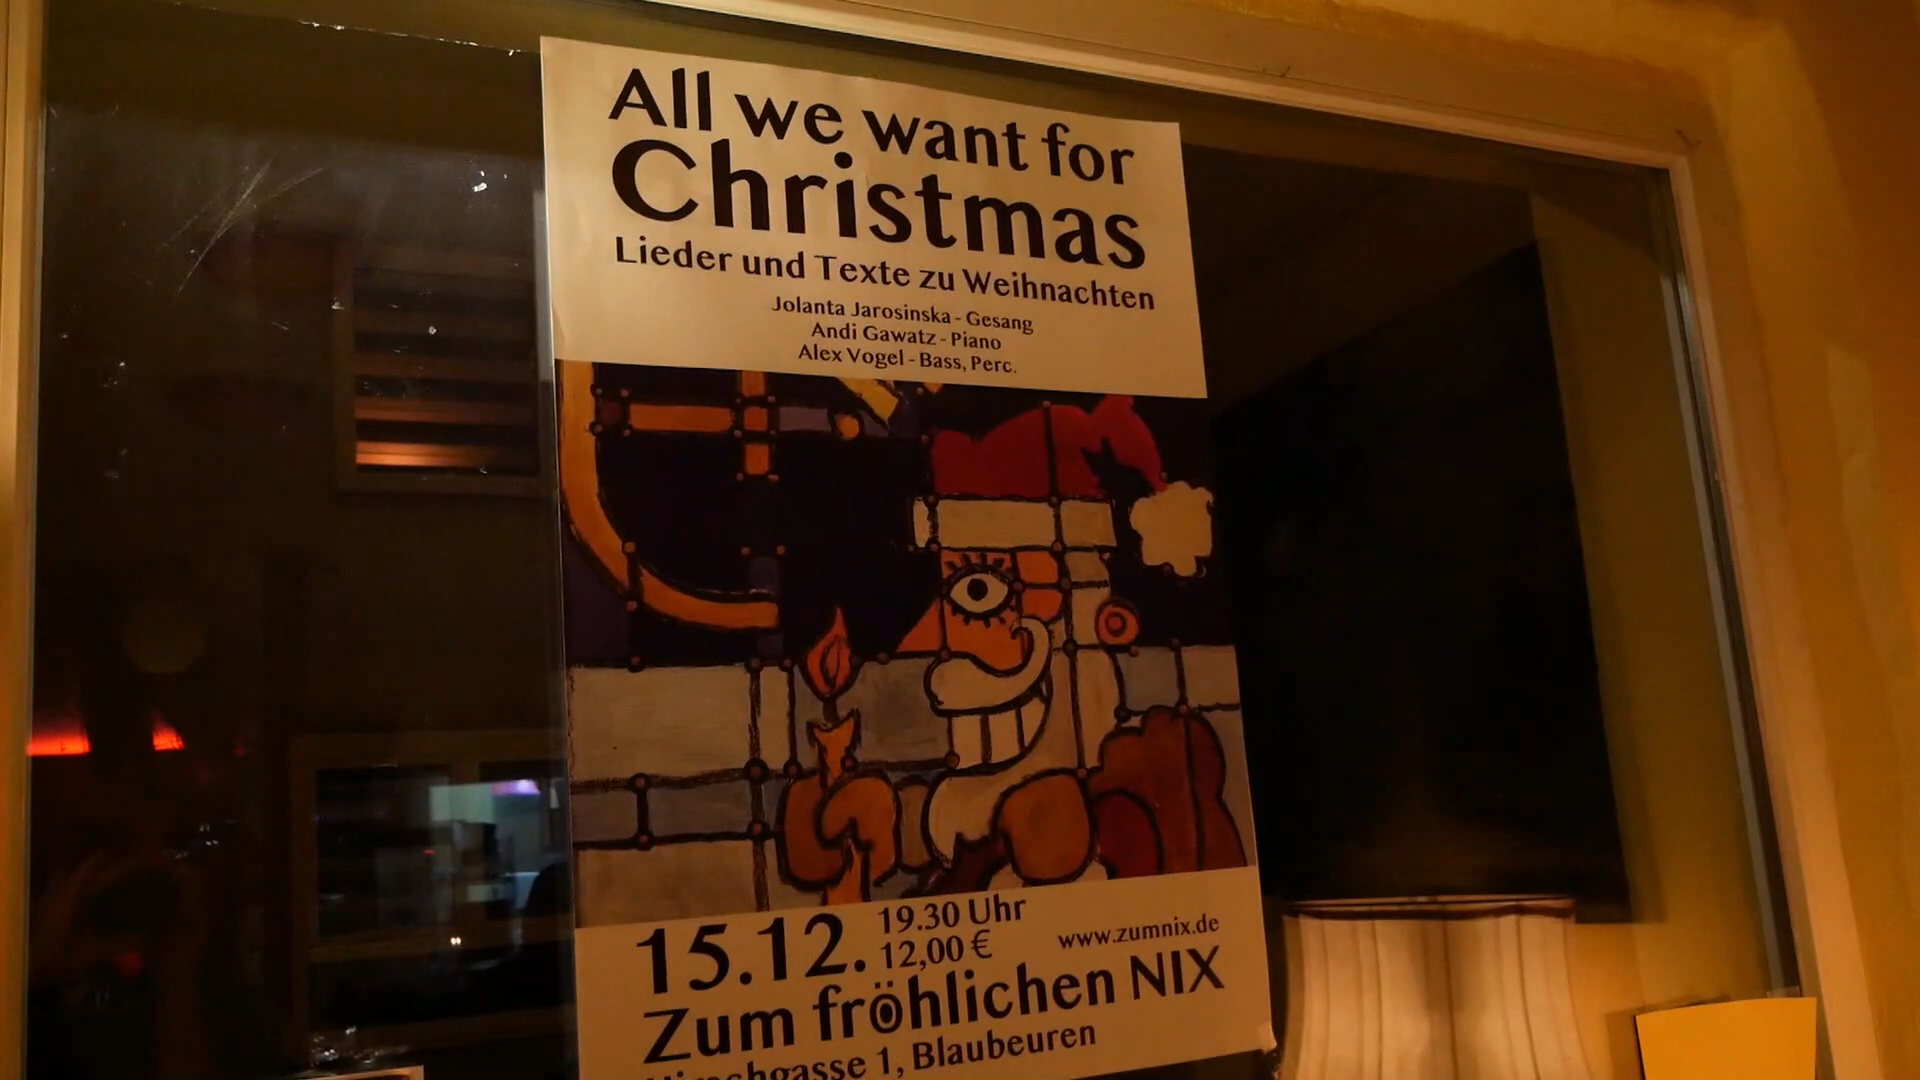 All we want for
Christmas
Lieder und Texte zu Weihnachten
Jolanta Jarosinska - Gesang
Andi Gawatz - Piano
Alex Vogel - Bass, Perc.
15.12. 19.30 Uhr
12,00 € www.zumnix.de
Zum fröhlichen NIX
1, Blaubeuren